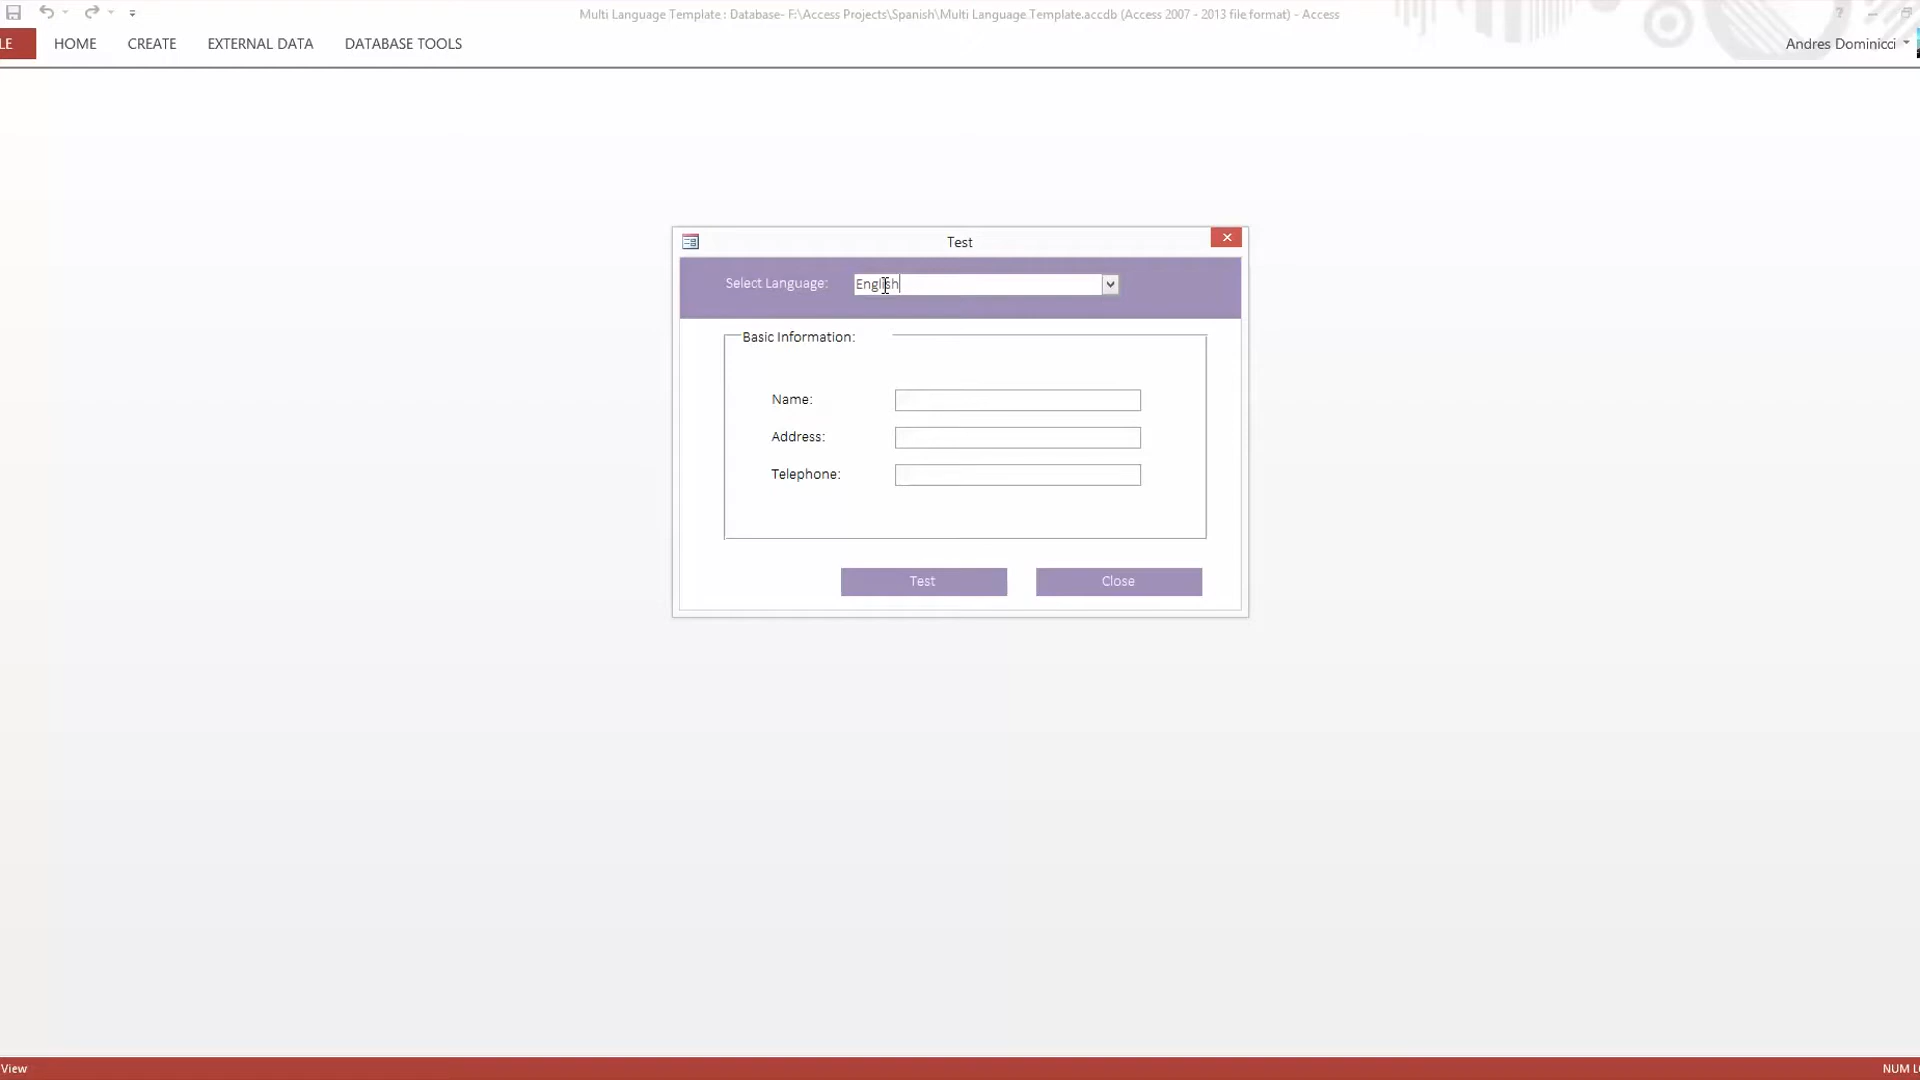 Multi Language Template : Database- F:\Access Projects\Spanish\Multi Language Template.accdb (Access 2007 - 2013 file format) - Access
?
LE HOME CREATE EXTERNAL DATA DATABASE TOOLS Andres Dominicci
Test
Select Language: English
Basic Information:
Name:
Address:
Telephone:
Test Close
View NUM L